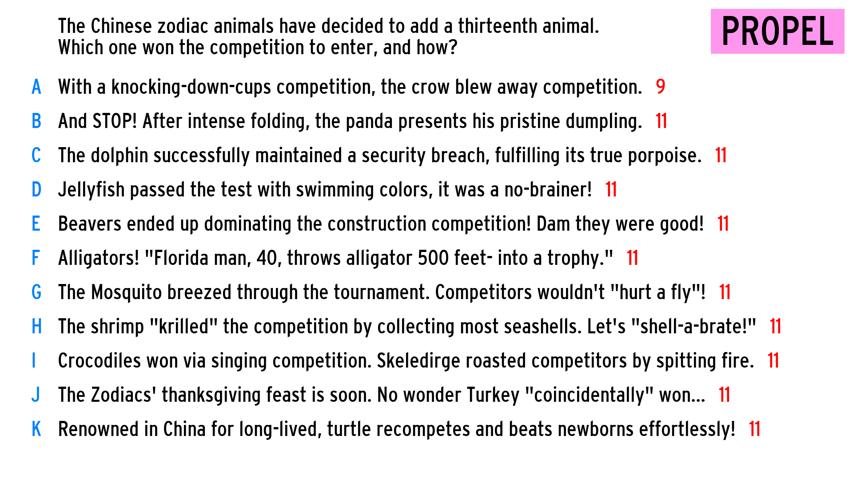 The Chinese zodiac animals have decided to add a thirteenth animal.
Which one won the competition to enter, and how?
PROPEL
A With a knocking-down-cups competition, the crow blew away competition. 9
B And STOP! After intense folding, the panda presents his pristine dumpling. 11
C The dolphin successfully maintained a security breach, fulfilling its true porpoise. 11
D Jellyfish passed the test with swimming colors, it was a no-brainer! 11
E Beavers ended up dominating the construction competition! Dam they were good! 11
F Alligators! "Florida man, 40, throws alligator 500 feet- into a trophy." 11
G The Mosquito breezed through the tournament. Competitors wouldn't "hurt a fly"! 11
H The shrimp "krilled" the competition by collecting most seashells. Let's "shell-a-brate!" 11
I Crocodiles won via singing competition. Skeledirge roasted competitors by spitting fire. 11
J The Zodiacs' thanksgiving feast is soon. No wonder Turkey "coincidentally" won... 11
K Renowned in China for long-lived, turtle recompetes and beats newborns effortlessly! 11